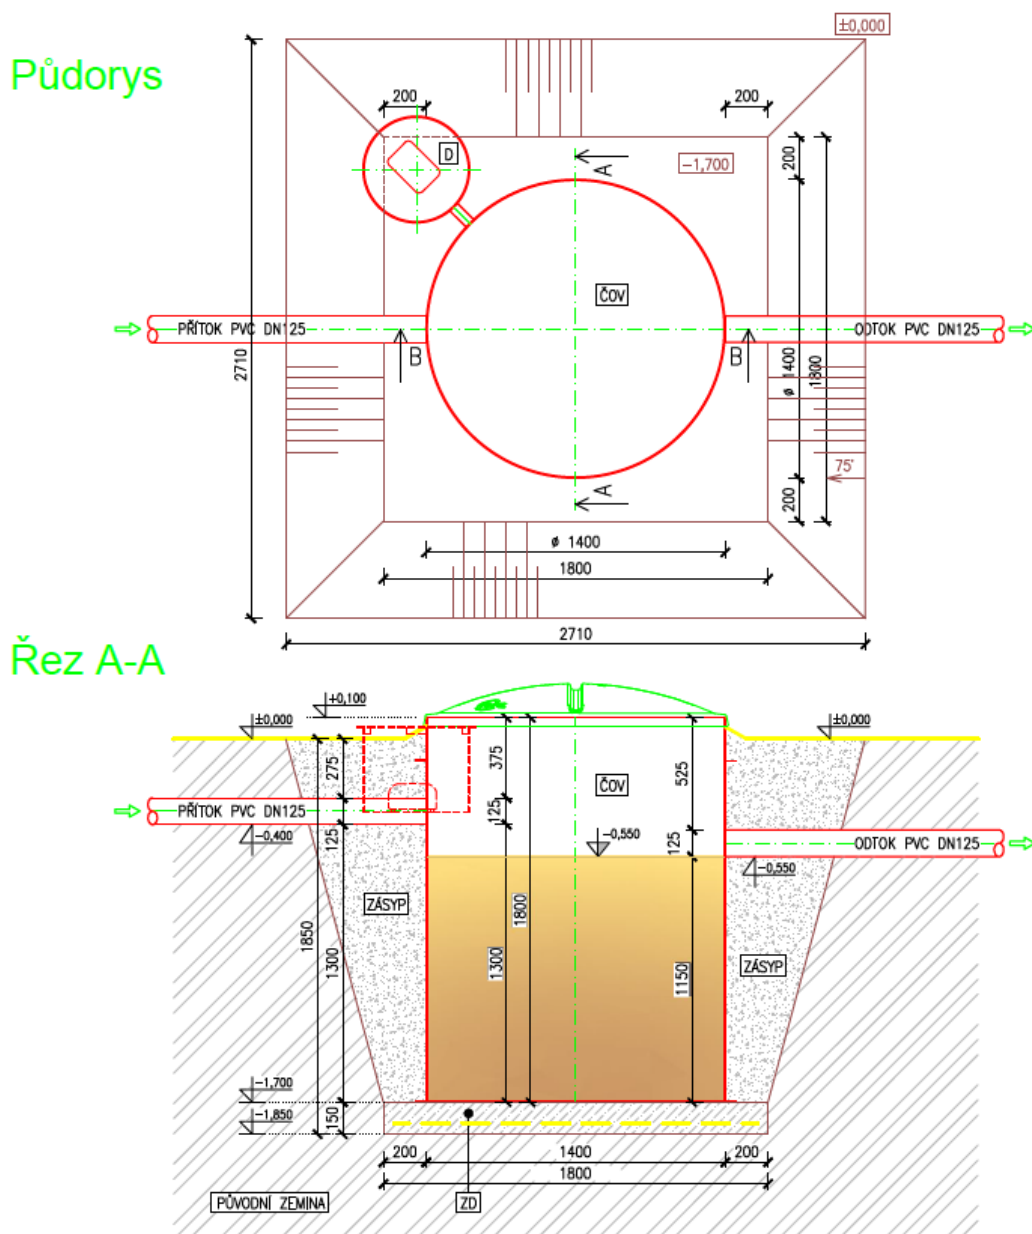 Půdorys
±0,000
200
200
D
-1,700
A
200
ČOV
PŘÍTOK PVC DN125
ODTOK PVC DN125
B
B
2710
ø 1400
1800
75°
A
200
ø 1400
1800
2710
Řez A-A
+0,100
±0,000
±0,000
275
375
525
ČOV
PŘÍTOK PVC DN125
125
125
-0,400
-0,550
125
ODTOK PVC DN125
-0,550
ZÁSYP
1850
1300
1300
1800
1150
ZÁSYP
-1,700
-1,850
150
200
1400
200
1800
PŮVODNÍ ZEMINA
ZD